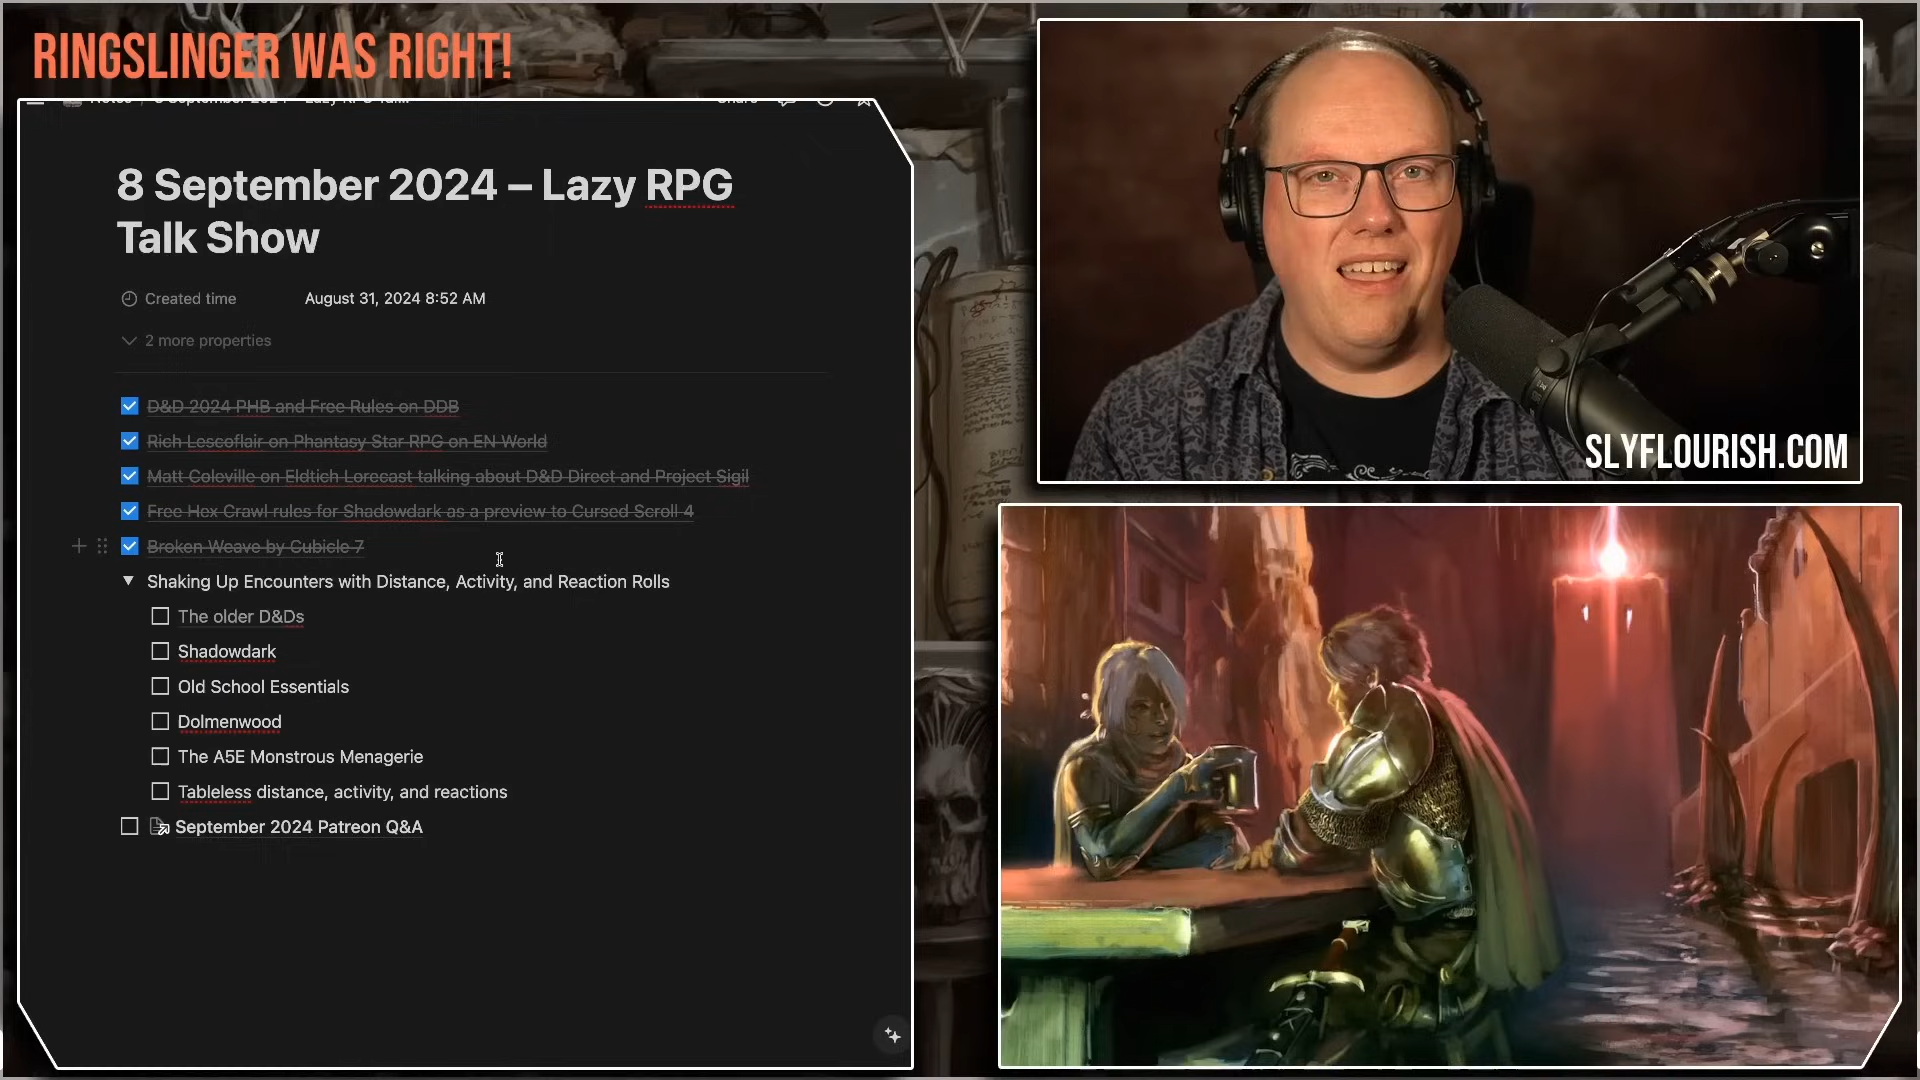 RINGSLINGER WAS RIGHT!
8 September 2024 – Lazy RPG
Talk Show
Created time August 31, 2024 8:52 AM
2 more properties
D&D 2024 PHB and Free Rules on DDB
Rich Lescoflair on Phantasy Star RPG on EN World
Matt Coleville on Eldtich Lorecast talking about D&D Direct and Project Sigil
Free Hex Crawl rules for Shadowdark as a preview to Cursed Scroll 4
Broken Weave by Cubicle 7
Shaking Up Encounters with Distance, Activity, and Reaction Rolls
The older D&Ds
Shadowdark
Old School Essentials
Dolmenwood
The A5E Monstrous Menagerie
Tableless distance, activity, and reactions
September 2024 Patreon Q&A
SLYFLOURISH.COM